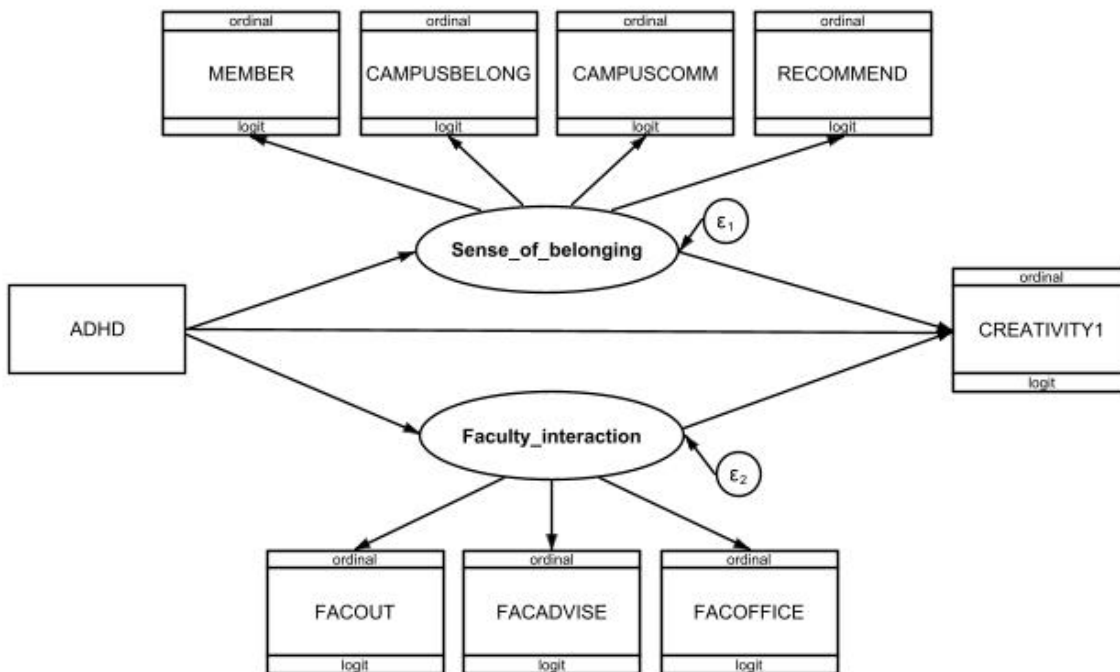 ordinal ordinal ordinal ordinal
MEMBER CAMPUSBELONG CAMPUSCOMM RECOMMEND
logit logit logit logit
ε1
Sense_of_belonging
ordinal
ADHD CREATIVITY1
logit
Faculty_interaction
ε2
ordinal ordinal ordinal
FACOUT FACADVISE FACOFFICE
logit logit logit